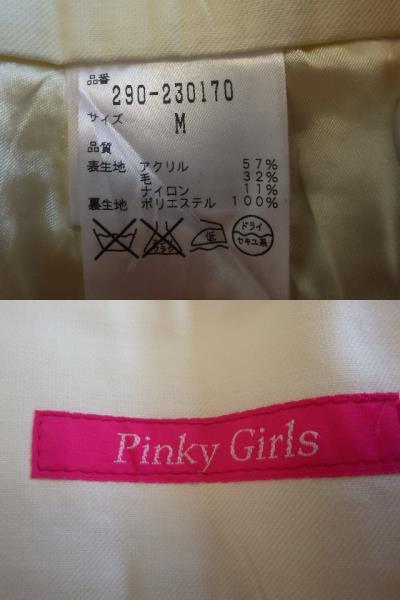 品番
290-230170
サイズ
M
品質
表生地 アクリル 57%
毛 32%
ナイロン 11%
裏生地 ポリエステル 100%
低
ドライ
セキユ系
Pinky Girls